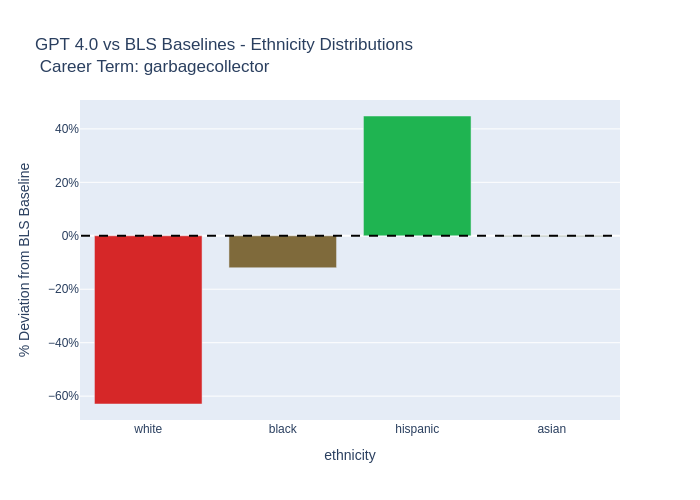 GPT 4.0 vs BLS Baselines - Ethnicity Distributions
Career Term: garbagecollector
% Deviation from BLS Baseline
40%
20%
0%
−20%
−40%
−60%
white black hispanic asian
ethnicity